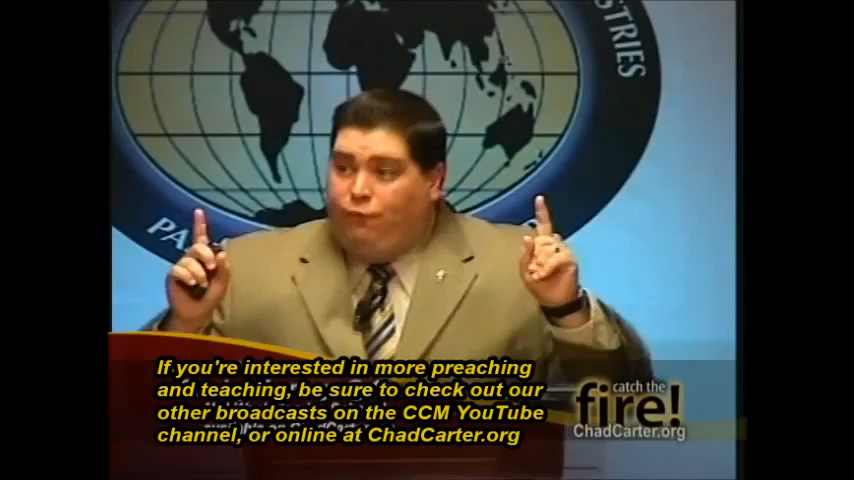 STRIES
PA
If you're interested in more preaching
and teaching, be sure to check out our
other broadcasts on the CCM YouTube
channel, or online at ChadCarter.org
catch the
fire!
ChadCarter.org